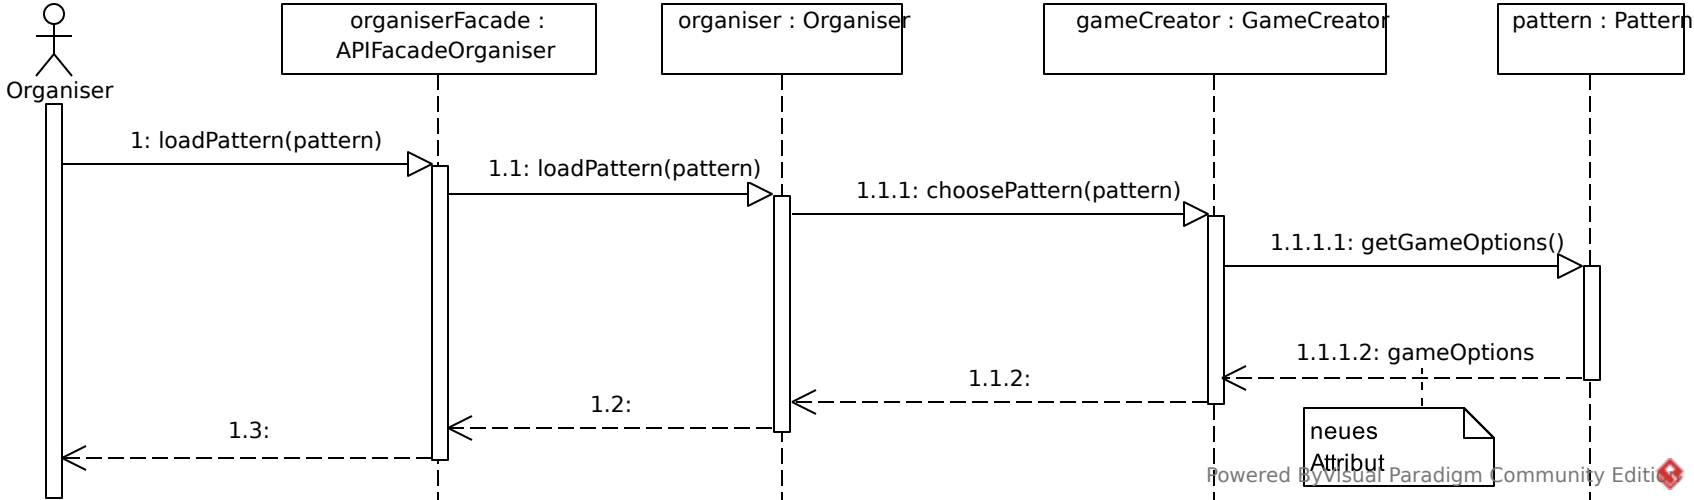 organiserFacade :
APIFacadeOrganiser
organiser : Organiser
gameCreator : GameCreator
pattern : Pattern
Organiser
1: loadPattern(pattern)
1.1: loadPattern(pattern)
1.1.1: choosePattern(pattern)
1.1.1.1: getGameOptions()
1.1.1.2: gameOptions
1.1.2:
1.2:
1.3:
neues
Attribut
Powered ByVisual Paradigm Community Edition